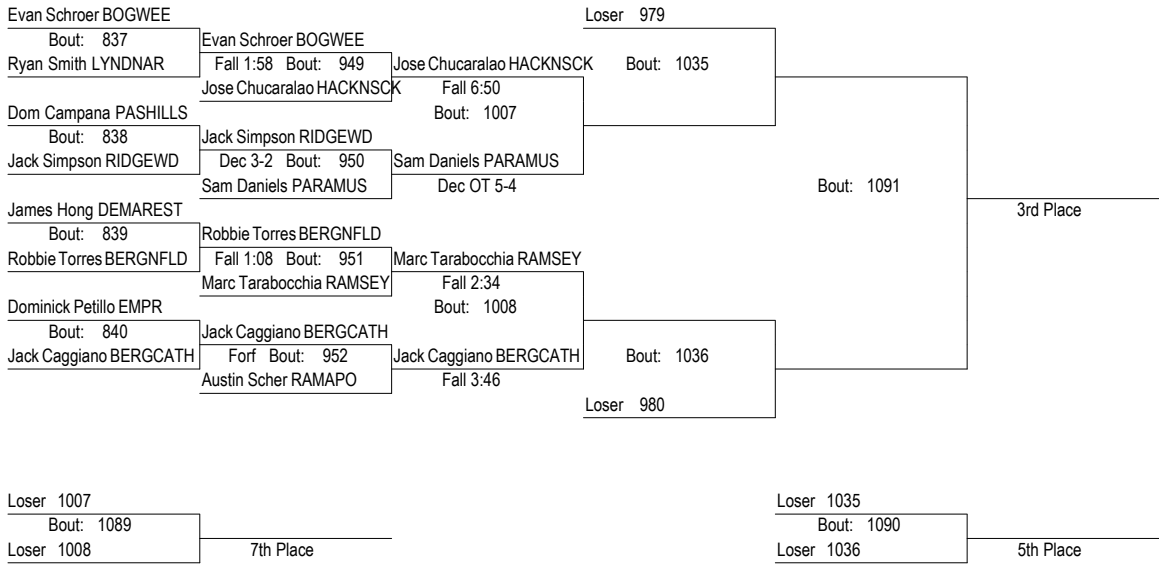 Evan Schroer BOGWEE
Loser 979
Bout: 837
Evan Schroer BOGWEE
Ryan Smith LYNDNAR
Fall 1:58 Bout: 949
Jose Chucaralao HACKNSCK
Bout: 1035
Jose Chucaralao HACKNSCK
Fall 6:50
Dom Campana PASHILLS
Bout: 1007
Bout: 838
Jack Simpson RIDGEWD
Jack Simpson RIDGEWD
Dec 3-2 Bout: 950
Sam Daniels PARAMUS
Sam Daniels PARAMUS
Dec OT 5-4
Bout: 1091
James Hong DEMAREST
3rd Place
Bout: 839
Robbie Torres BERGNFLD
Robbie Torres BERGNFLD
Fall 1:08 Bout: 951
Marc Tarabocchia RAMSEY
Marc Tarabocchia RAMSEY
Fall 2:34
Dominick Petillo EMPR
Bout: 1008
Bout: 840
Jack Caggiano BERGCATH
Jack Caggiano BERGCATH
Forf Bout: 952
Jack Caggiano BERGCATH
Bout: 1036
Austin Scher RAMAPO
Fall 3:46
Loser 980
Loser 1007
Loser 1035
Bout: 1089
Bout: 1090
Loser 1008
7th Place
Loser 1036
5th Place